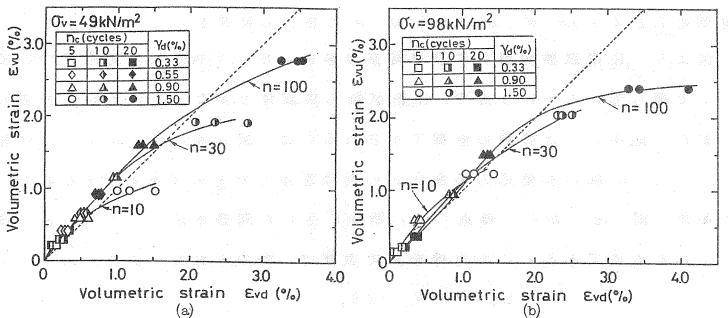 σv=49kN/m²
nc(cycles) γd(%)
5 10 20
0.33
0.55
0.90
1.50
n=100
n=30
n=10
Volumetric strain εvu(%)
3.0
2.0
1.0
0
0 1.0 2.0 3.0 4.0
Volumetric strain εvd(%)
(a)
σv=98kN/m²
nc(cycles) γd(%)
5 10 20
0.33
0.90
1.50
n=100
n=30
n=10
Volumetric strain εvu(%)
3.0
2.0
1.0
0
0 1.0 2.0 3.0 4.0
Volumetric strain εvd(%)
(b)